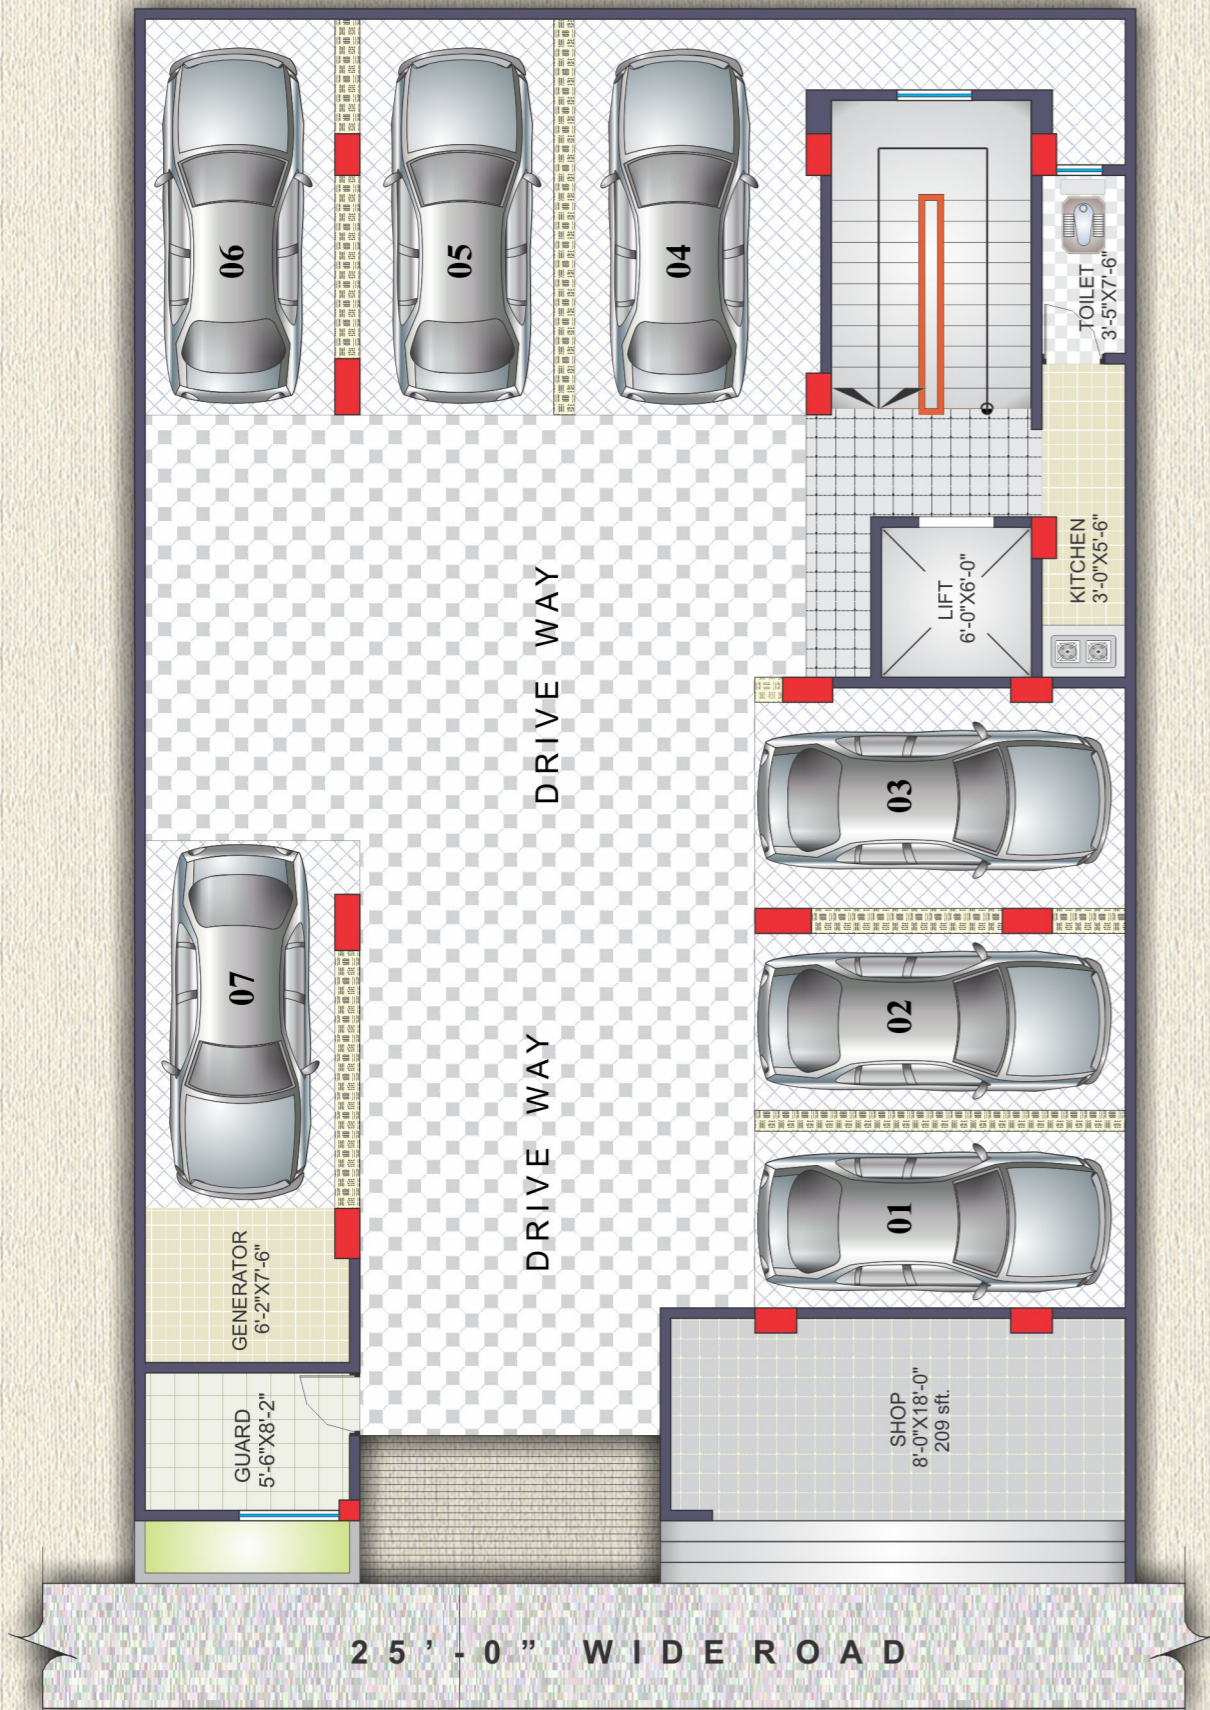 06
05
04
TOILET
3'-5"X7'-6"
KITCHEN
3'-0"X5'-6"
LIFT
6'-0"X6'-0"
DRIVE WAY
03
02
01
07
DRIVE WAY
GENERATOR
6'-2"X7'-6"
GUARD
5'-6"X8'-2"
SHOP
8'-0"X18'-0"
209 sft.
25'-0” WIDE ROAD